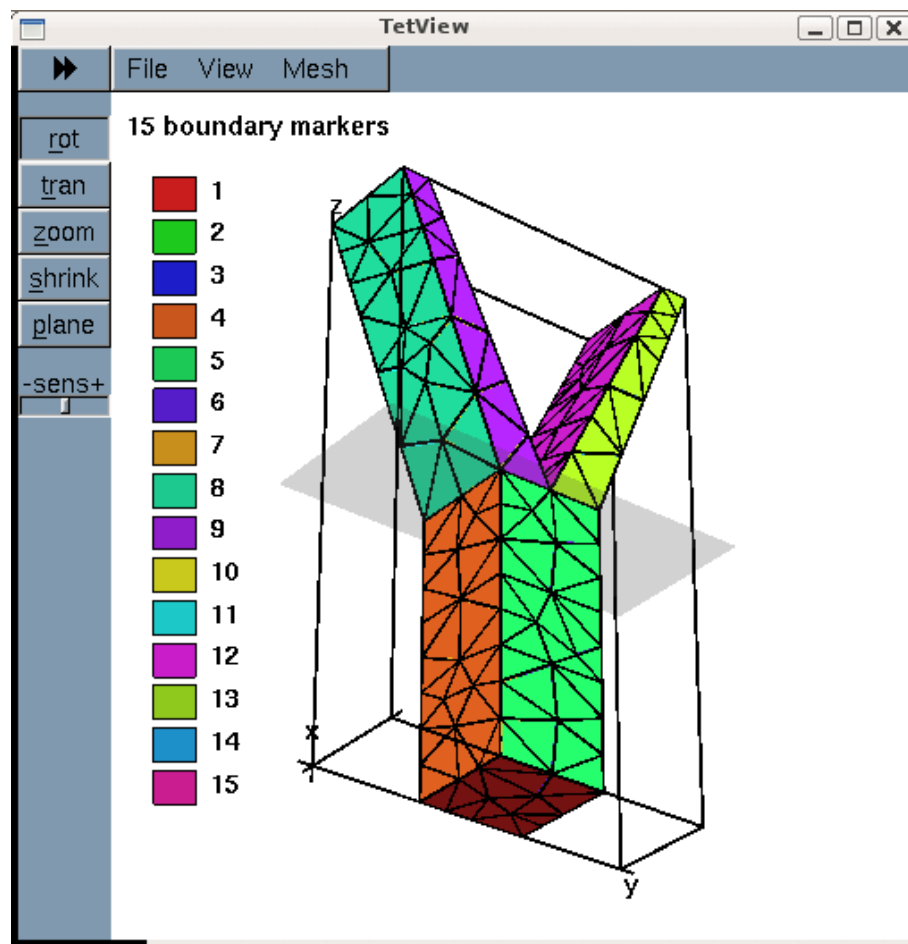 TetView
File View Mesh
rot
tran
zoom
shrink
plane
-sens+
15 boundary markers
1
2
3
4
5
6
7
8
9
10
11
12
13
14
15
z
x
y